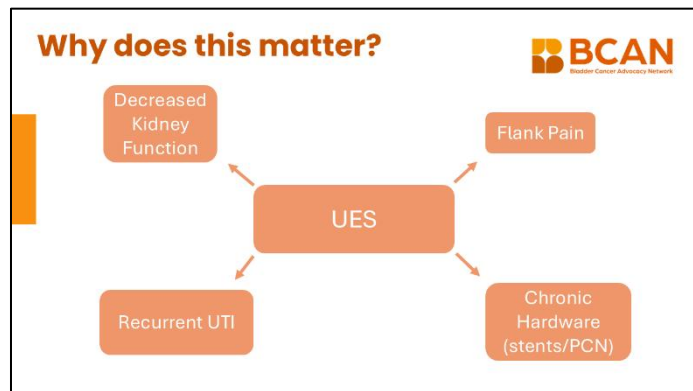 Why does this matter?
BCAN
Bladder Cancer Advocacy Network
Decreased
Kidney
Function
Flank Pain
UES
Recurrent UTI
Chronic
Hardware
(stents/PCN)